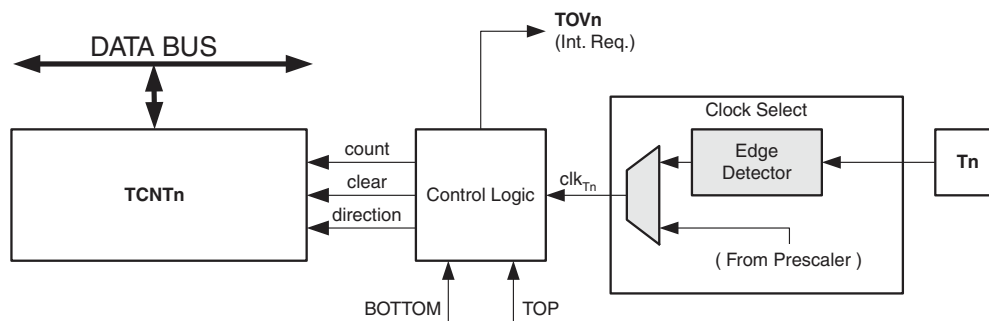 TOVn
(Int. Req.)
DATA BUS
Clock Select
Edge
Detector
Tn
TCNTn
count
clear
direction
Control Logic
clkTn
( From Prescaler )
BOTTOM
TOP